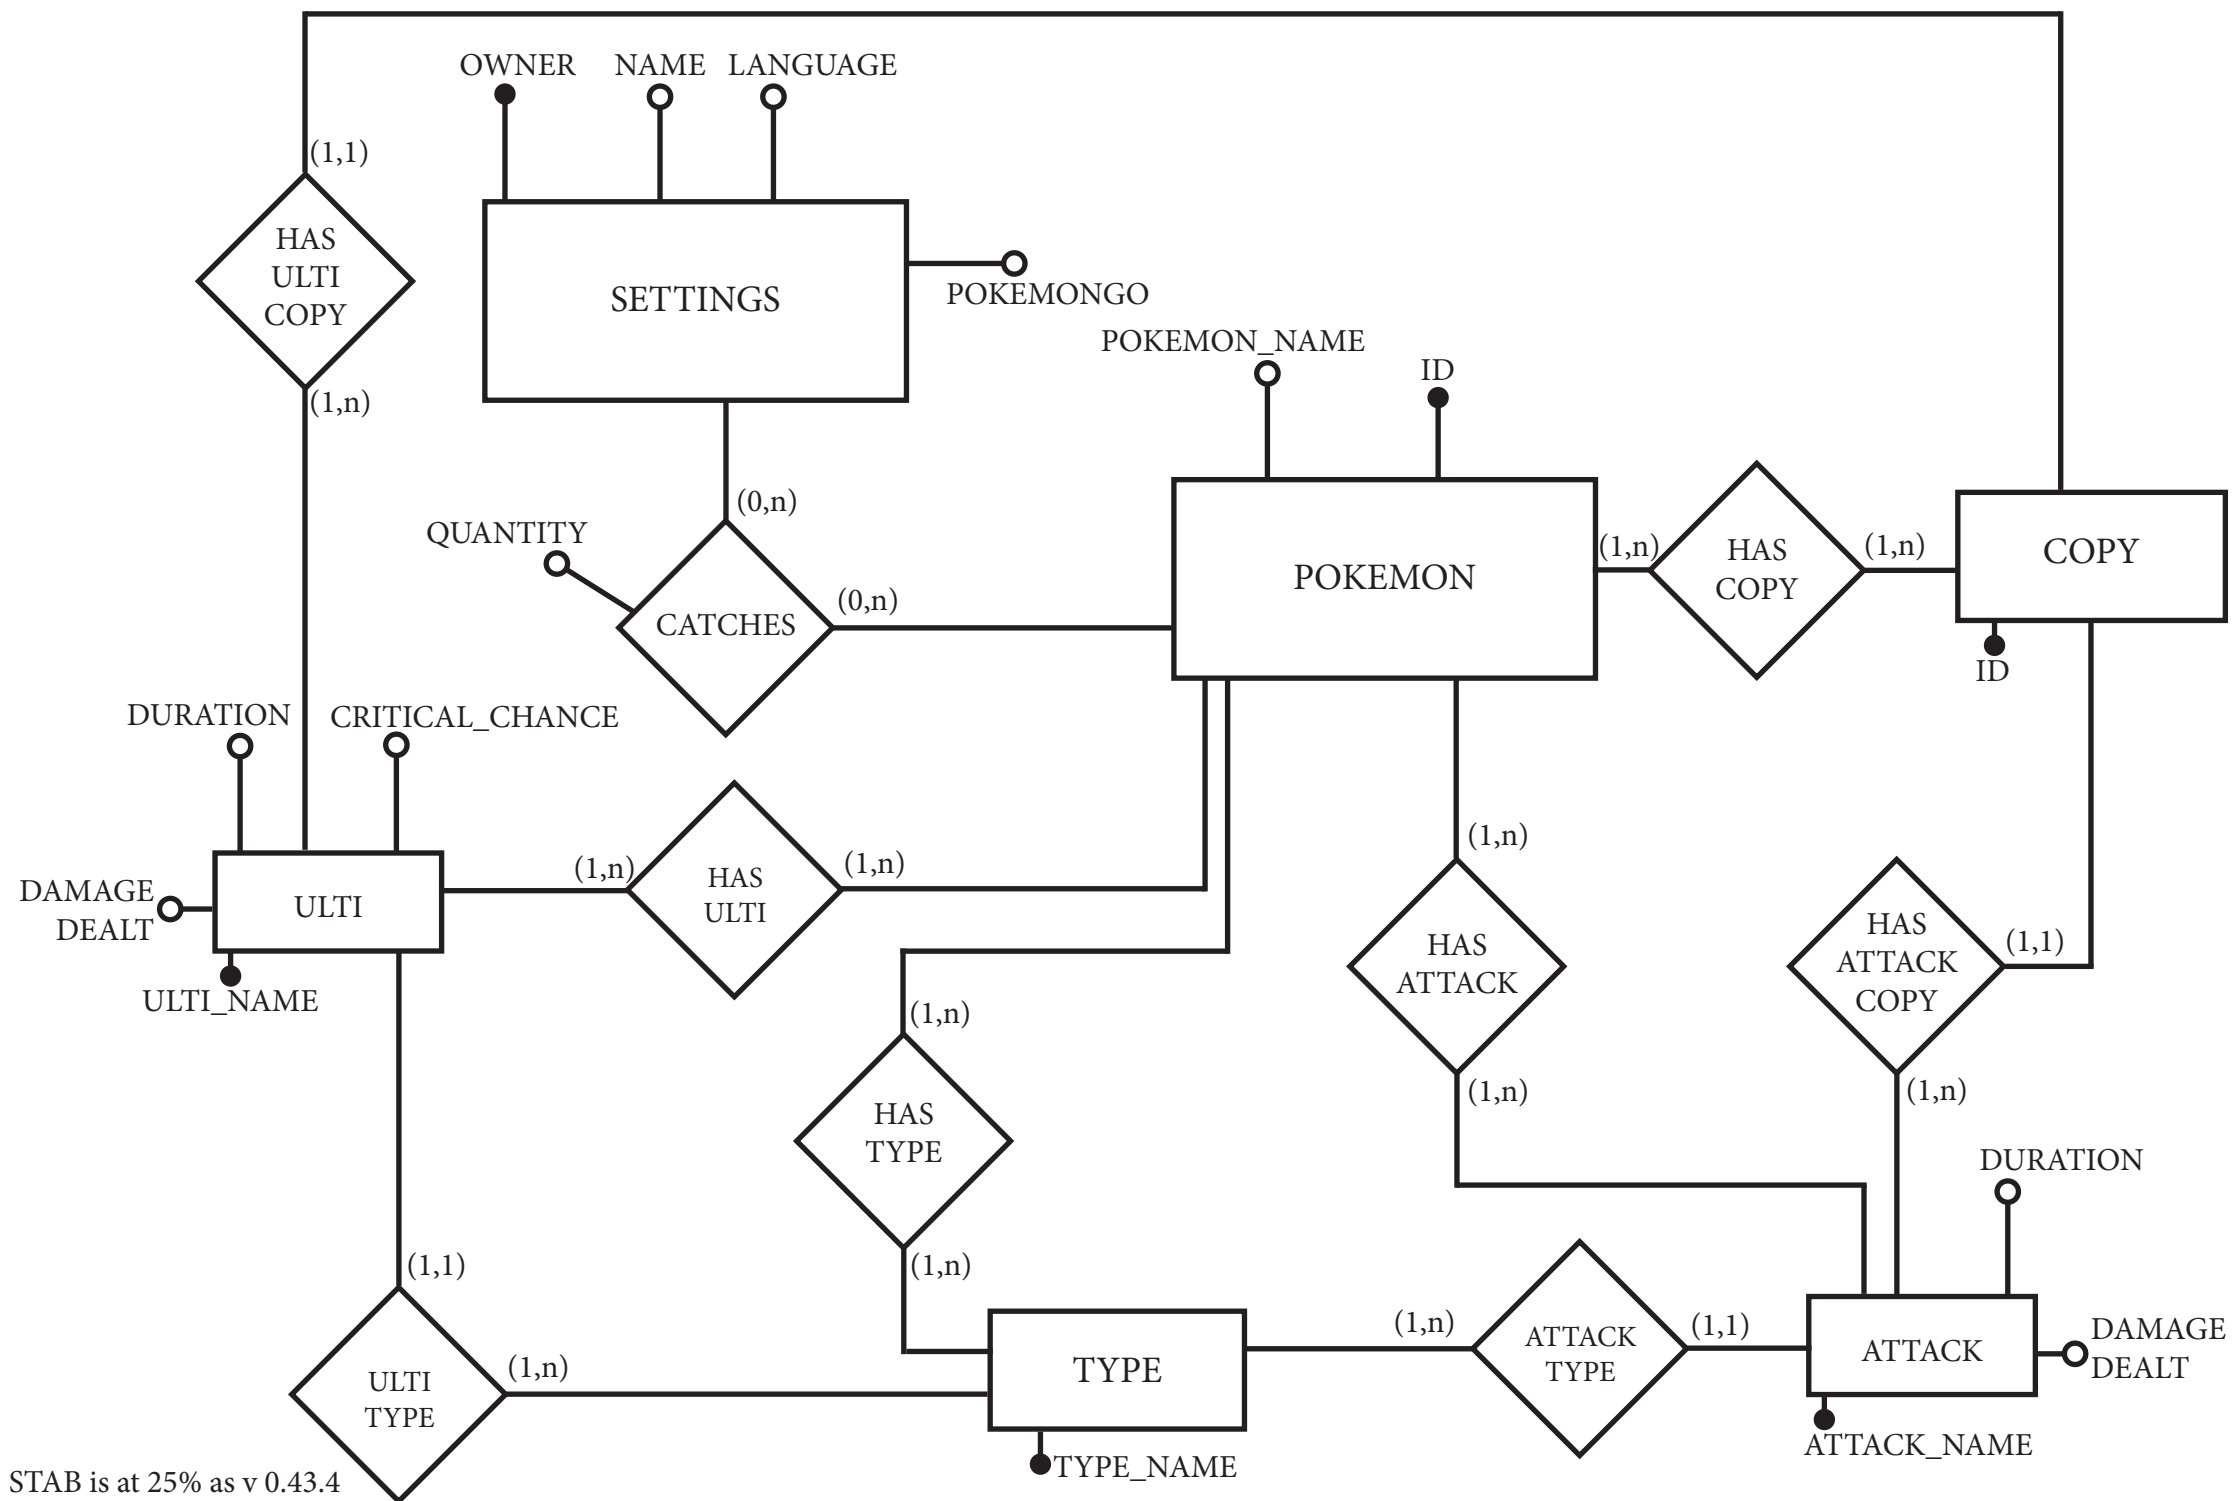 OWNER
NAME
LANGUAGE
(1,1)
HAS
ULTI
COPY
(1,n)
SETTINGS
POKEMONGO
POKEMON_NAME
ID
(0,n)
QUANTITY
CATCHES
(0,n)
POKEMON
(1,n)
HAS
COPY
(1,n)
COPY
ID
DURATION
CRITICAL_CHANCE
DAMAGE
DEALT
ULTI
ULTI_NAME
(1,n)
HAS
ULTI
(1,n)
(1,n)
HAS
ATTACK
(1,n)
HAS
ATTACK
COPY
(1,1)
(1,n)
(1,n)
HAS
TYPE
(1,n)
DURATION
(1,1)
ULTI
TYPE
(1,n)
TYPE
TYPE_NAME
(1,n)
ATTACK
TYPE
(1,1)
ATTACK
DAMAGE
DEALT
ATTACK_NAME
STAB is at 25% as v 0.43.4